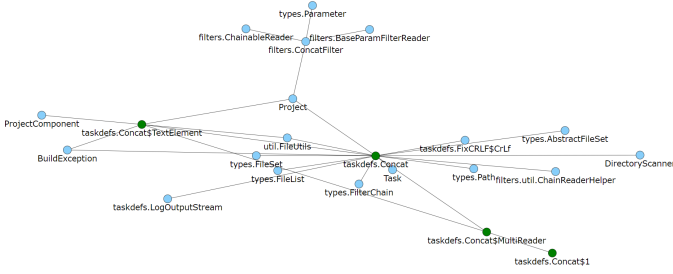 types.Parameter
filters.ChainableReader
filters.BaseParamFilterReader
filters.ConcatFilter
Project
ProjectComponent
taskdefs.Concat$TextElement
types.AbstractFileSet
util.FileUtils
taskdefs.FixCRLF$CrLf
BuildException
types.FileSet
taskdefs.Concat
DirectoryScanner
types.FileList
Task
types.Path
filters.util.ChainReaderHelper
types.FilterChain
taskdefs.LogOutputStream
taskdefs.Concat$MultiReader
taskdefs.Concat$1